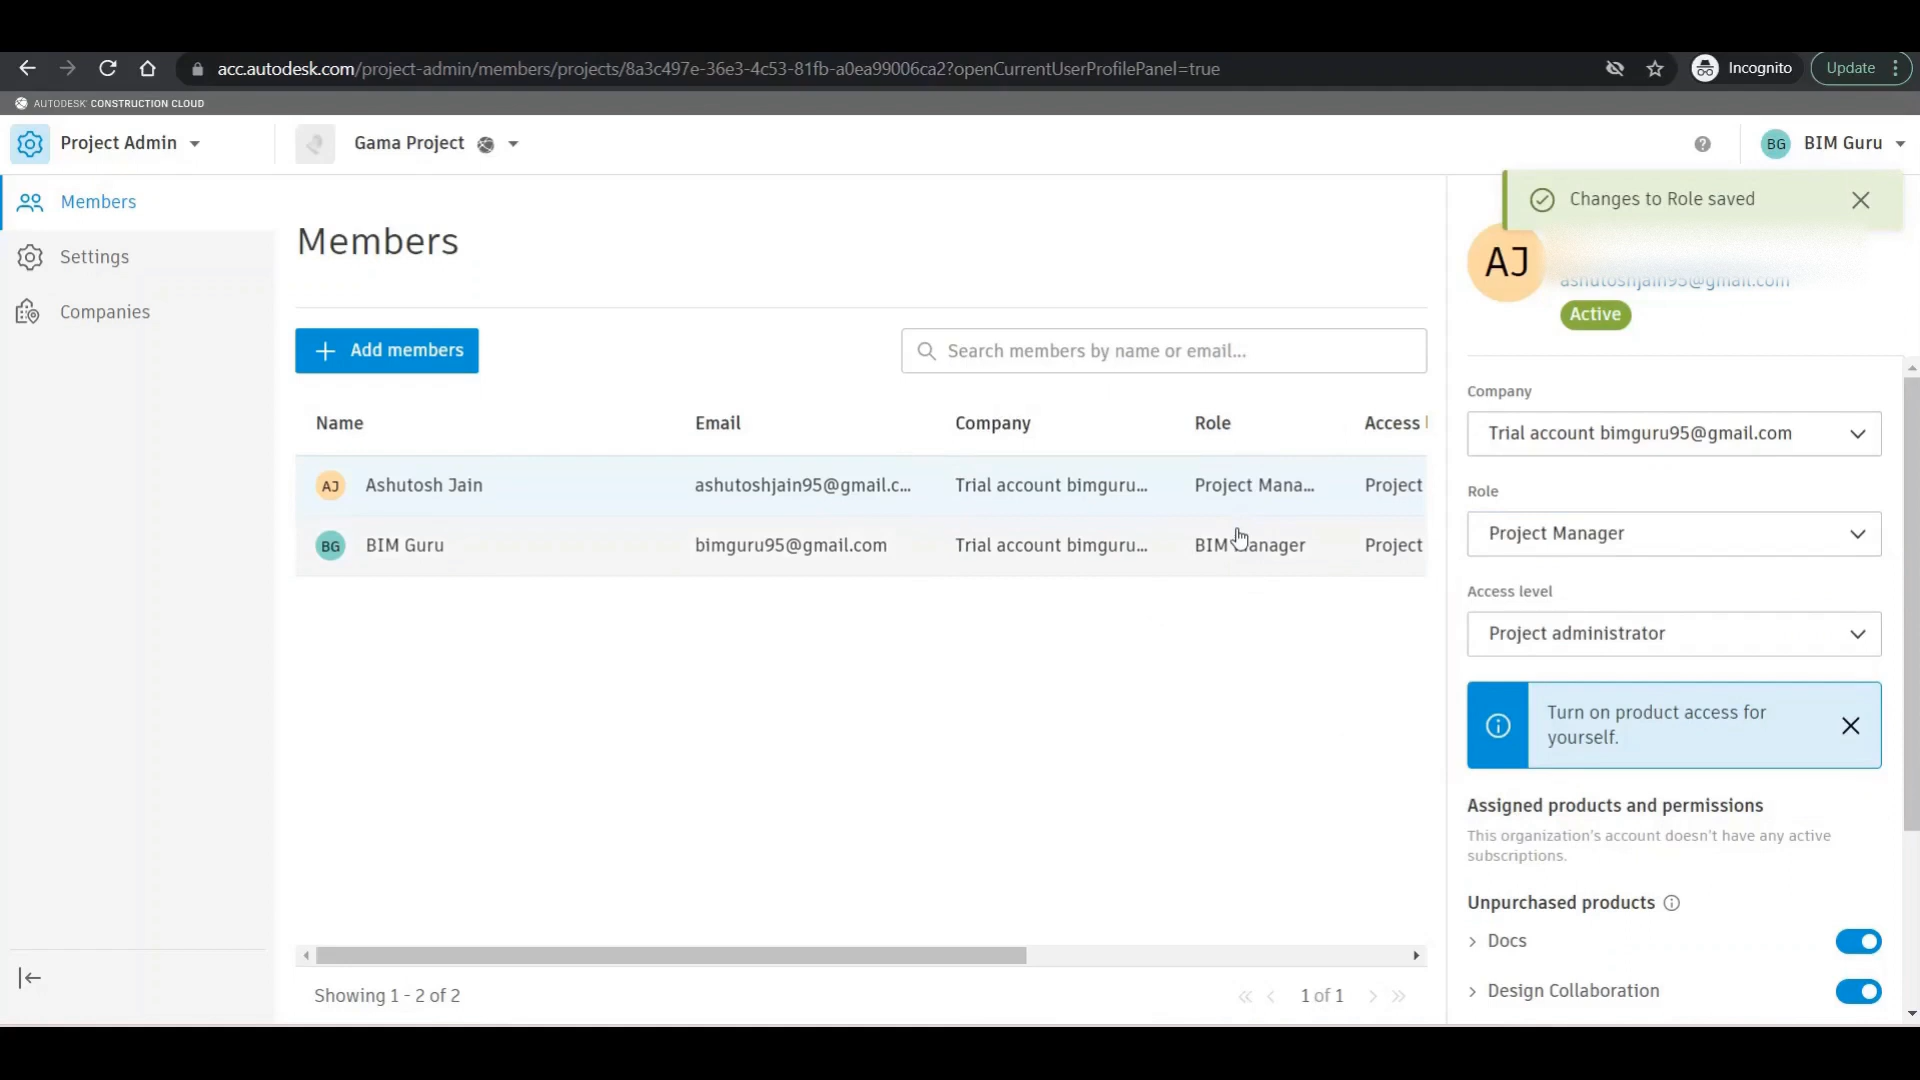 acc.autodesk.com/project-admin/members/projects/8a3c497e-36e3-4c53-81fb-a0ea99006ca2?openCurrentUserProfilePanel=true
Incognito
Update
AUTODESK CONSTRUCTION CLOUD
Project Admin
Gama Project
BG
BIM Guru
Members
Settings
Companies
Members
Changes to Role saved
AJ
ashutoshjain95@gmail.com
Active
Add members
Search members by name or email...
Name Email Company Role Access
AJ Ashutosh Jain ashutoshjain95@gmail.c... Trial account bimguru... Project Mana... Project
BG BIM Guru bimguru95@gmail.com Trial account bimguru... BIM Manager Project
Company
Trial account bimguru95@gmail.com
Role
Project Manager
Access level
Project administrator
Turn on product access for
yourself.
Assigned products and permissions
This organization's account doesn't have any active
subscriptions.
Unpurchased products
Docs
Design Collaboration
Showing 1 - 2 of 2
1 of 1